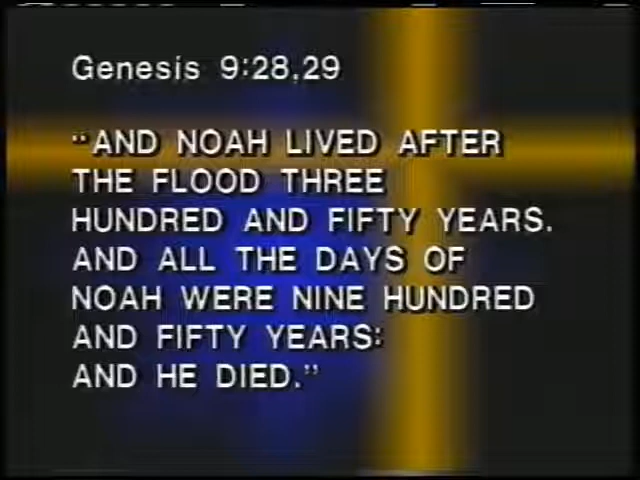 Genesis 9:28,29
"AND NOAH LIVED AFTER
THE FLOOD THREE
HUNDRED AND FIFTY YEARS.
AND ALL THE DAYS OF
NOAH WERE NINE HUNDRED
AND FIFTY YEARS:
AND HE DIED."